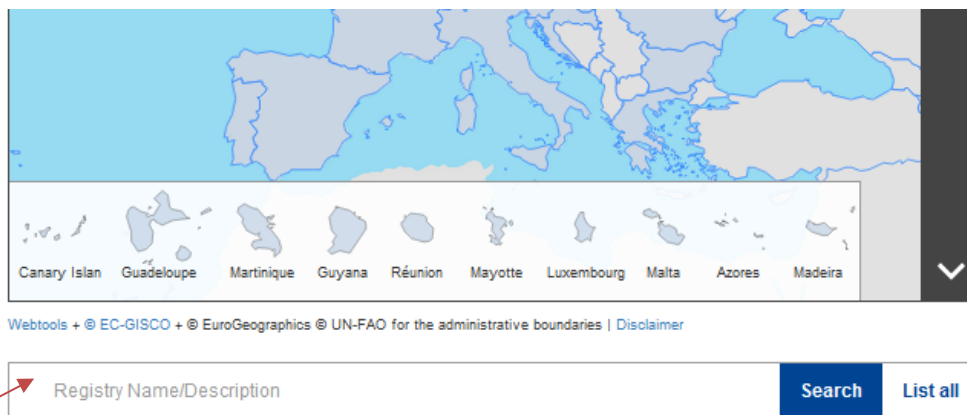 Canary Islan Guadeloupe Martinique Guyana Réunion Mayotte Luxembourg Malta Azores Madeira
Webtools + © EC-GISCO + © EuroGeographics © UN-FAO for the administrative boundaries | Disclaimer
Registry Name/Description Search List all